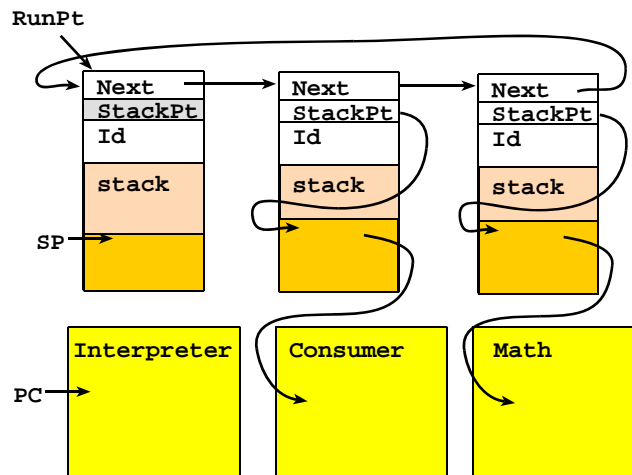 RunPt
Next Next Next
StackPt StackPt StackPt
Id Id Id
stack stack stack
SP
Interpreter Consumer Math
PC